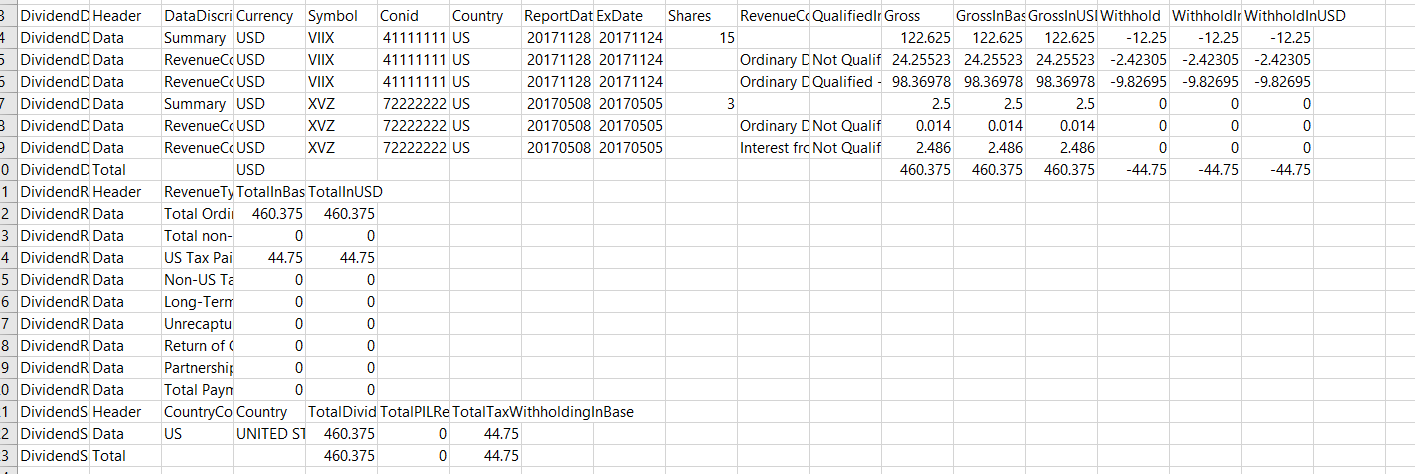 3 DividendD Header DataDiscri Currency Symbol Conid Country ReportDat ExDate Shares RevenueCo QualifiedIn Gross GrossInBas GrossInUSI Withhold WithholdIn WithholdInUSD
4 DividendD Data Summary USD VIIX 41111111 US 20171128 20171124 15 122.625 122.625 122.625 -12.25 -12.25 -12.25
5 DividendD Data RevenueCo USD VIIX 41111111 US 20171128 20171124 Ordinary D Not Qualif 24.25523 24.25523 24.25523 -2.42305 -2.42305 -2.42305
6 DividendD Data RevenueCo USD VIIX 41111111 US 20171128 20171124 Ordinary D Qualified - 98.36978 98.36978 98.36978 -9.82695 -9.82695 -9.82695
7 DividendD Data Summary USD XVZ 72222222 US 20170508 20170505 3 2.5 2.5 2.5 0 0 0
8 DividendD Data RevenueCo USD XVZ 72222222 US 20170508 20170505 Ordinary D Not Qualif 0.014 0.014 0.014 0 0 0
9 DividendD Data RevenueCo USD XVZ 72222222 US 20170508 20170505 Interest fro Not Qualif 2.486 2.486 2.486 0 0 0
0 DividendD Total USD 460.375 460.375 460.375 -44.75 -44.75 -44.75
1 DividendR Header RevenueTy TotalInBas TotalInUSD
2 DividendR Data Total Ordi 460.375 460.375
3 DividendR Data Total non- 0 0
4 DividendR Data US Tax Pai 44.75 44.75
5 DividendR Data Non-US Ta 0 0
6 DividendR Data Long-Term 0 0
7 DividendR Data Unrecaptu 0 0
8 DividendR Data Return of C 0 0
9 DividendR Data Partnership 0 0
0 DividendR Data Total Paym 0 0
1 DividendS Header CountryCo Country TotalDivid TotalPILRe TotalTaxWithholdingInBase
2 DividendS Data US UNITED ST 460.375 0 44.75
3 DividendS Total 460.375 0 44.75